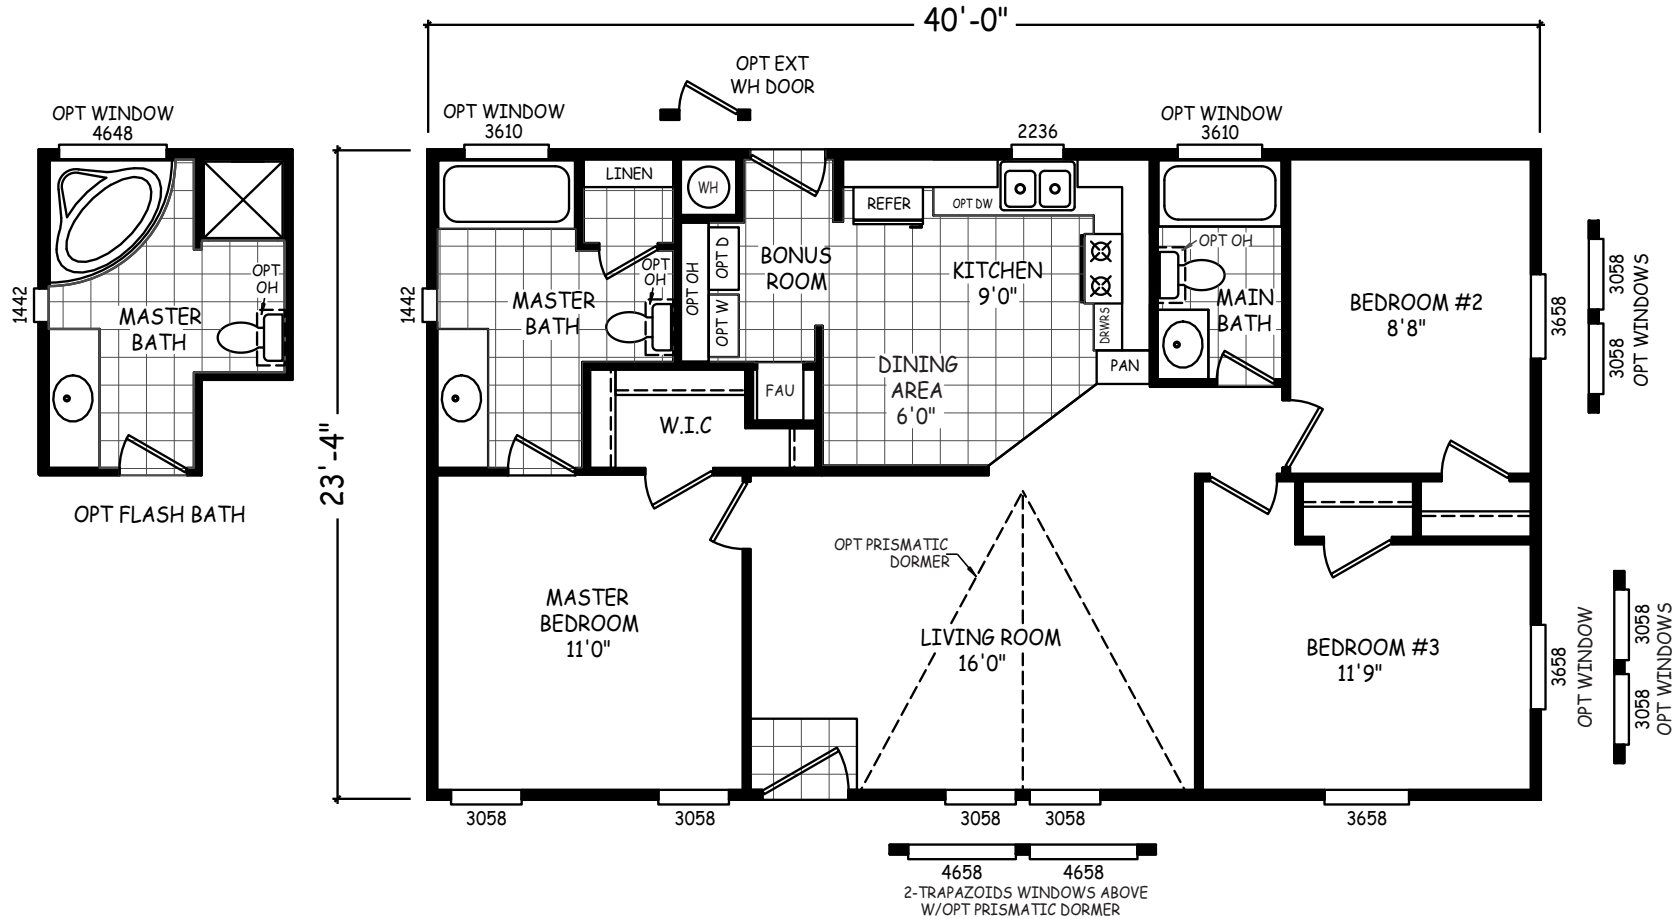 40'-0"
OPT EXT
WH DOOR
OPT WINDOW
4648
OPT WINDOW
3610
2236
OPT WINDOW
3610
LINEN
WH
REFER
OPT DW
OPT OH
OPT
OH
OPT
OH
OPT OH
OPT D
OPT W
BONUS
ROOM
KITCHEN
9'0"
DRWRS
PAN
MAIN
BATH
BEDROOM #2
8'8"
3658
3058
3058
OPT WINDOWS
1442
MASTER
BATH
1442
MASTER
BATH
DINING
AREA
6'0"
FAU
W.I.C
23'-4"
OPT FLASH BATH
OPT PRISMATIC
DORMER
MASTER
BEDROOM
11'0"
LIVING ROOM
16'0"
BEDROOM #3
11'9"
3658
OPT WINDOW
3058
3058
OPT WINDOWS
3058
3058
3058
3058
3658
4658
4658
2-TRAPAZOIDS WINDOWS ABOVE
W/OPT PRISMATIC DORMER